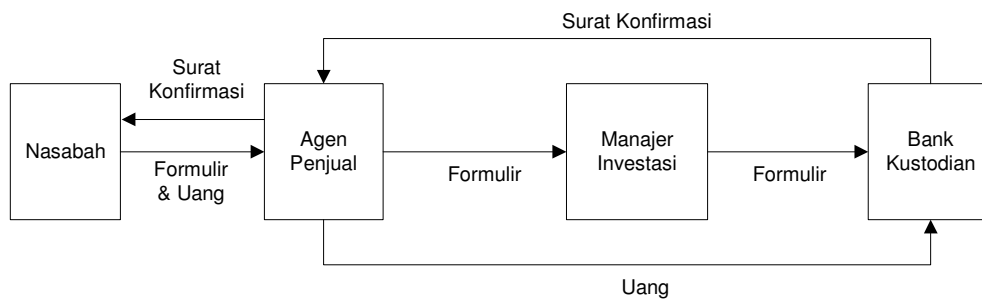 Surat Konfirmasi
Surat
Konfirmasi
Nasabah
Agen
Penjual
Manajer
Investasi
Bank
Kustodian
Formulir
& Uang
Formulir
Formulir
Uang